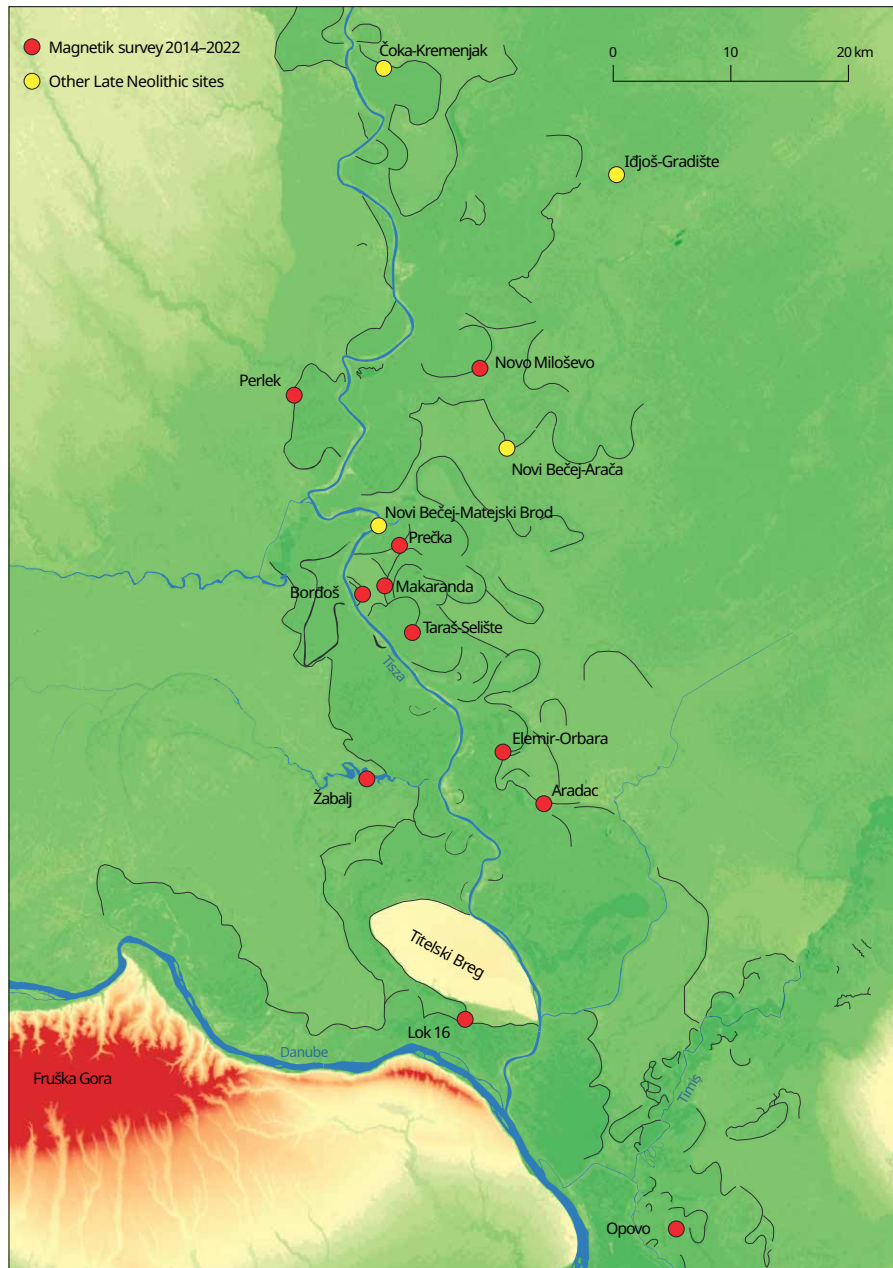 Magnetik survey 2014–2022
Other Late Neolithic sites
0 10 20 km
Čoka-Kremenjak
Iđjoš-Gradište
Novo Miloševo
Perlek
Novi Bečej-Arača
Novi Bečej-Matejski Brod
Prečka
Makaranda
Borđoš
Taraš-Selište
Tisza
Elemir-Orbara
Žabalj
Aradac
Titelski Breg
Lok 16
Danube
Fruška Gora
Timiș
Opovo